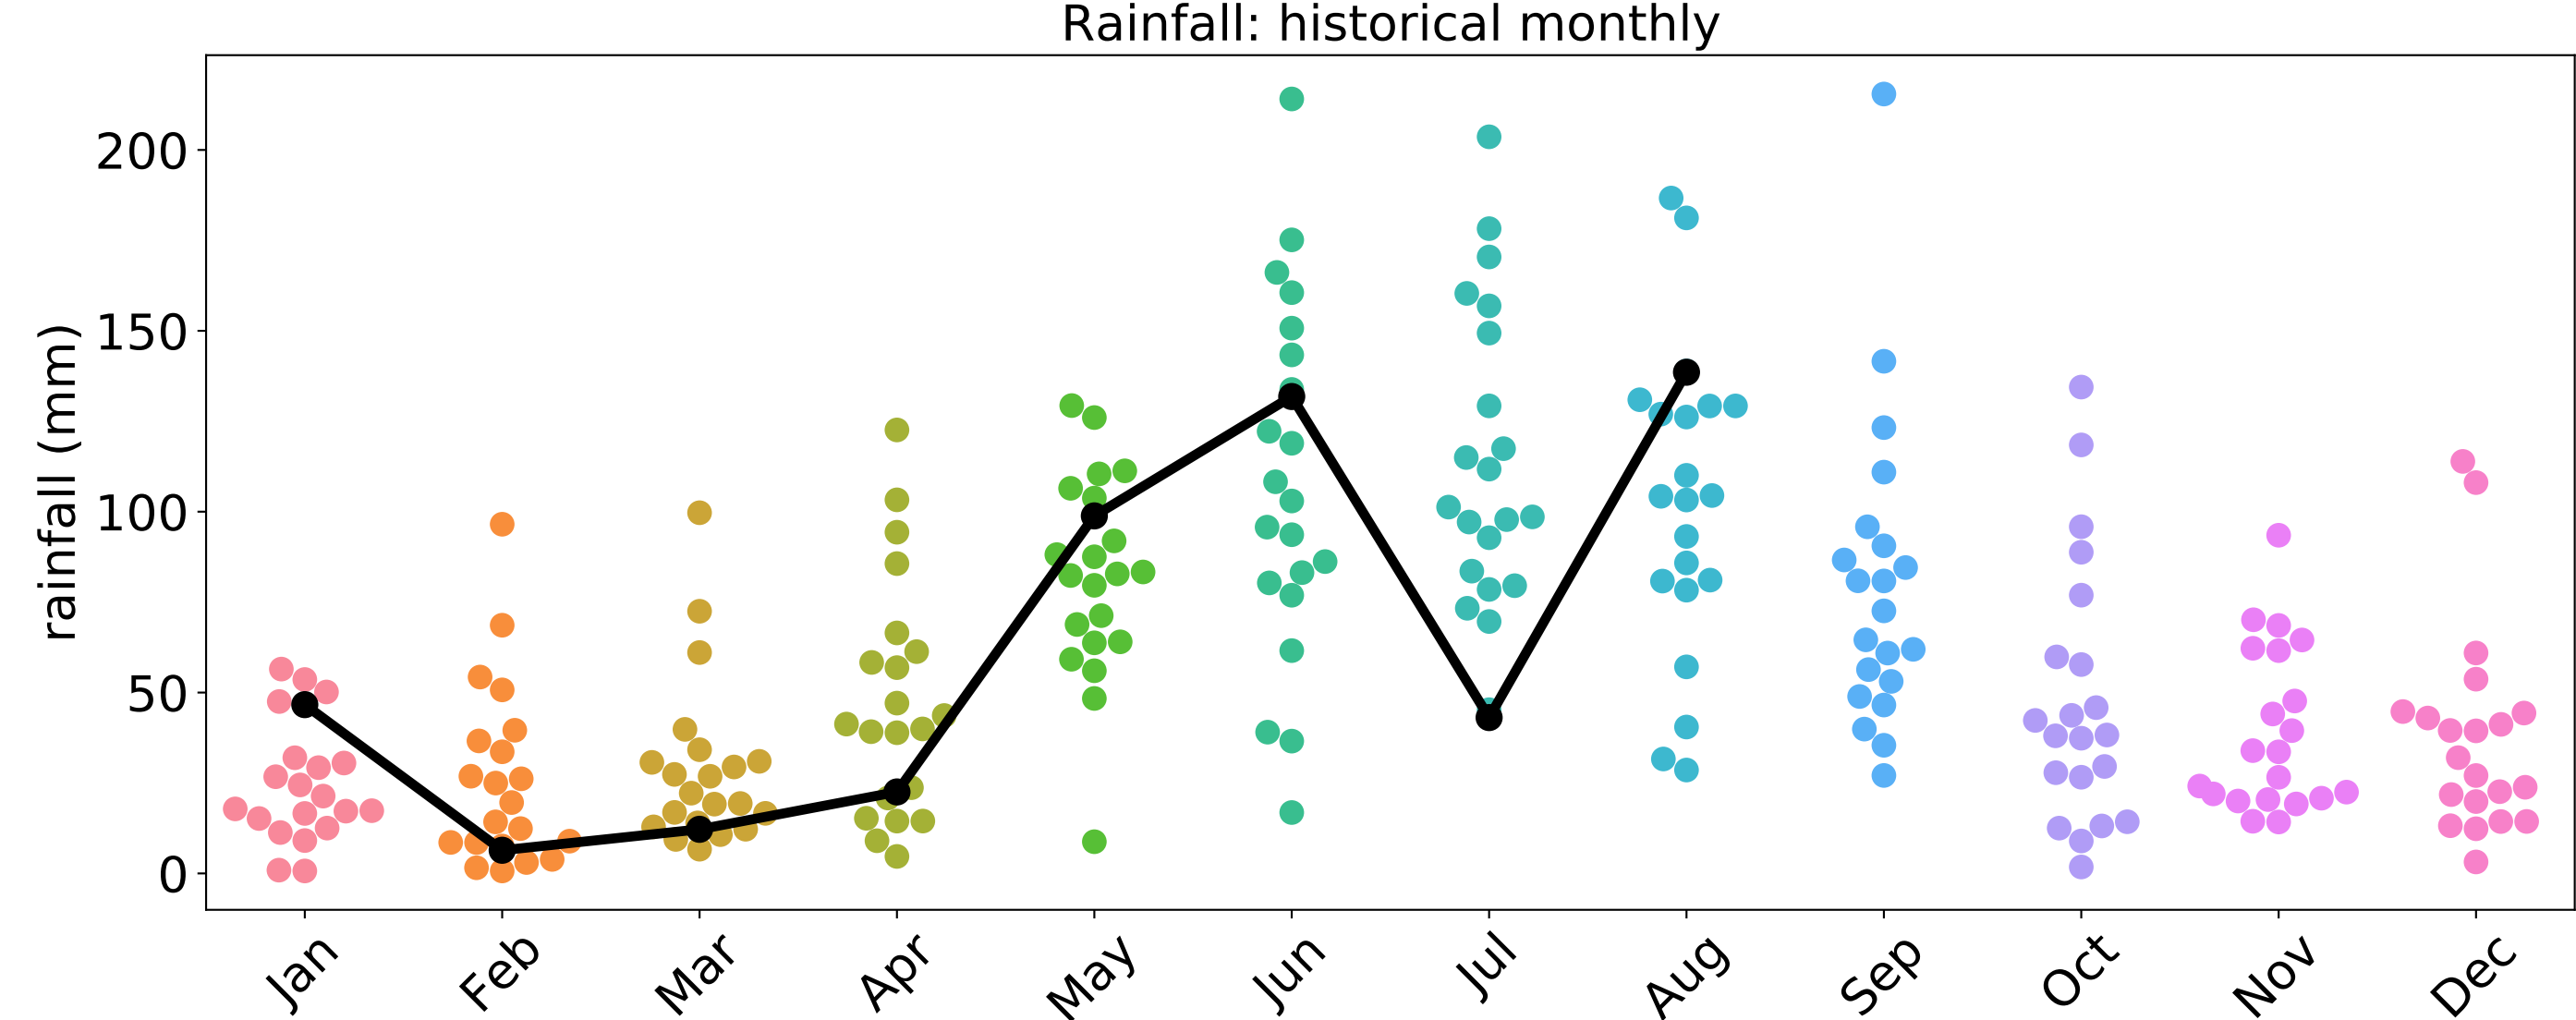 Rainfall: historical monthly
rainfall (mm)
200
150
100
50
0
Jan
Feb
Mar
Apr
May
Jun
Jul
Aug
Sep
Oct
Nov
Dec